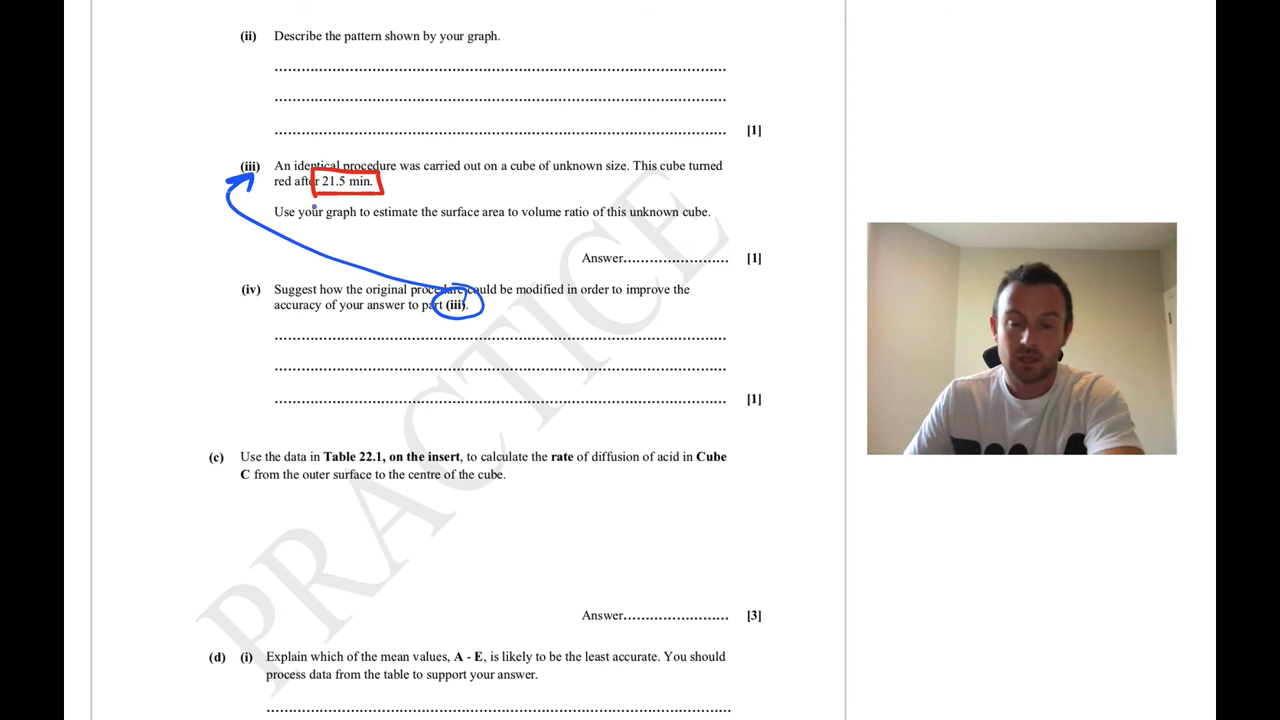 (ii) Describe the pattern shown by your graph.
..........................................................................................................
..........................................................................................................
.......................................................................................................... [1]
(iii) An identical procedure was carried out on a cube of unknown size. This cube turned
red after 21.5 min.
Use your graph to estimate the surface area to volume ratio of this unknown cube.
Answer........................ [1]
(iv) Suggest how the original procedure could be modified in order to improve the
accuracy of your answer to part (iii).
..........................................................................................................
..........................................................................................................
.......................................................................................................... [1]
(c) Use the data in Table 22.1, on the insert, to calculate the rate of diffusion of acid in Cube
C from the outer surface to the centre of the cube.
Answer........................ [3]
(d) (i) Explain which of the mean values, A - E, is likely to be the least accurate. You should
process data from the table to support your answer.
..........................................................................................................
PRACTICE